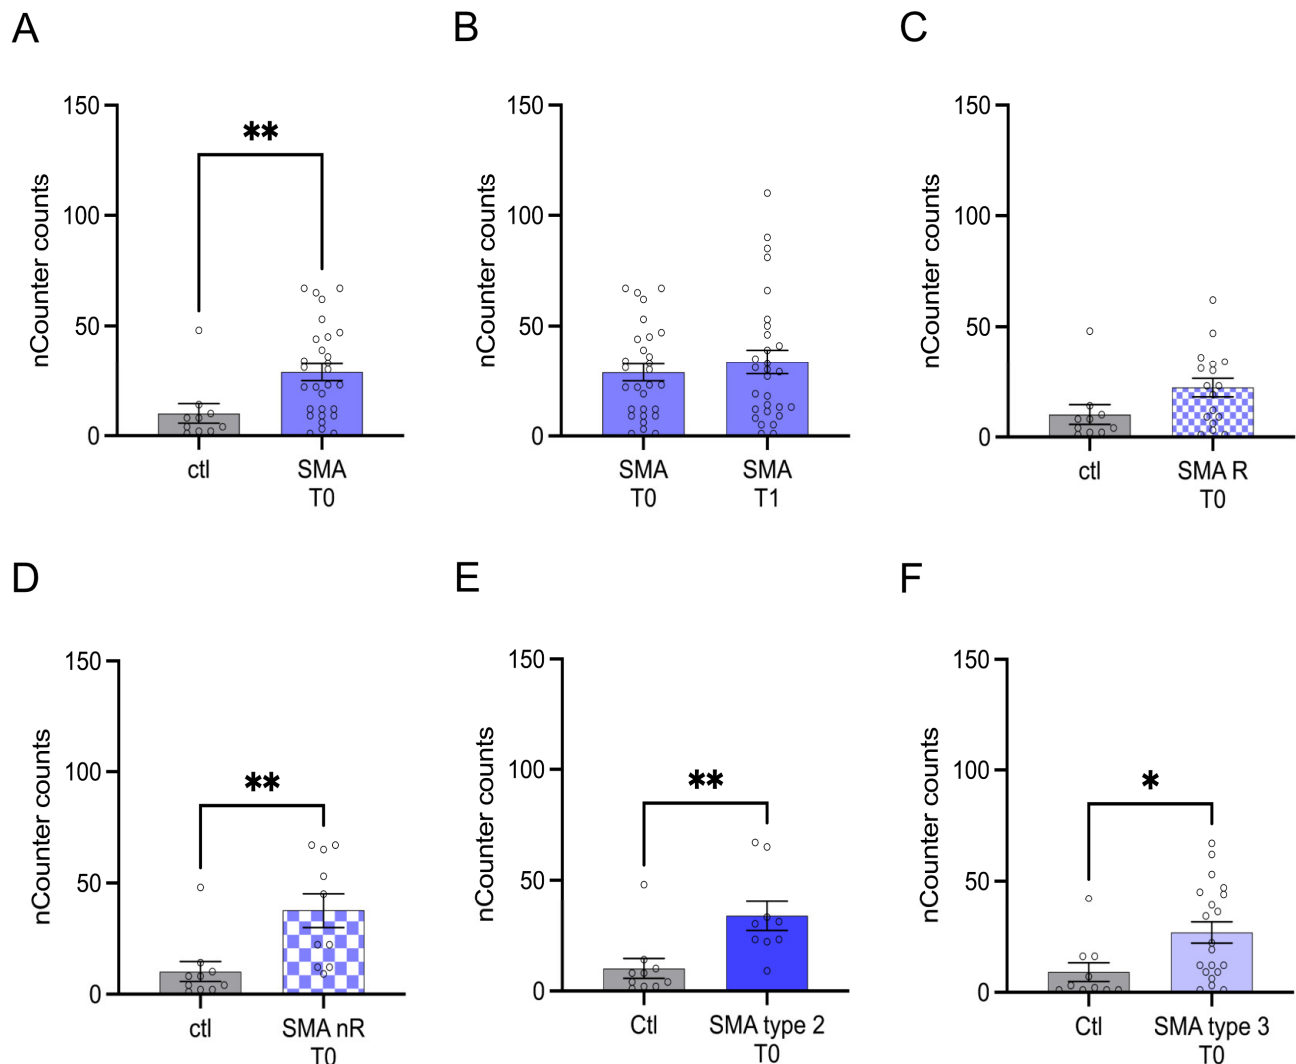 A
B
C
nCounter counts
150
100
50
0
**
ctl
SMA
T0
nCounter counts
150
100
50
0
SMA
T0
SMA
T1
nCounter counts
150
100
50
0
ctl
SMA R
T0
D
E
F
nCounter counts
150
100
50
0
**
ctl
SMA nR
T0
nCounter counts
150
100
50
0
**
Ctl
SMA type 2
T0
nCounter counts
150
100
50
0
*
Ctl
SMA type 3
T0